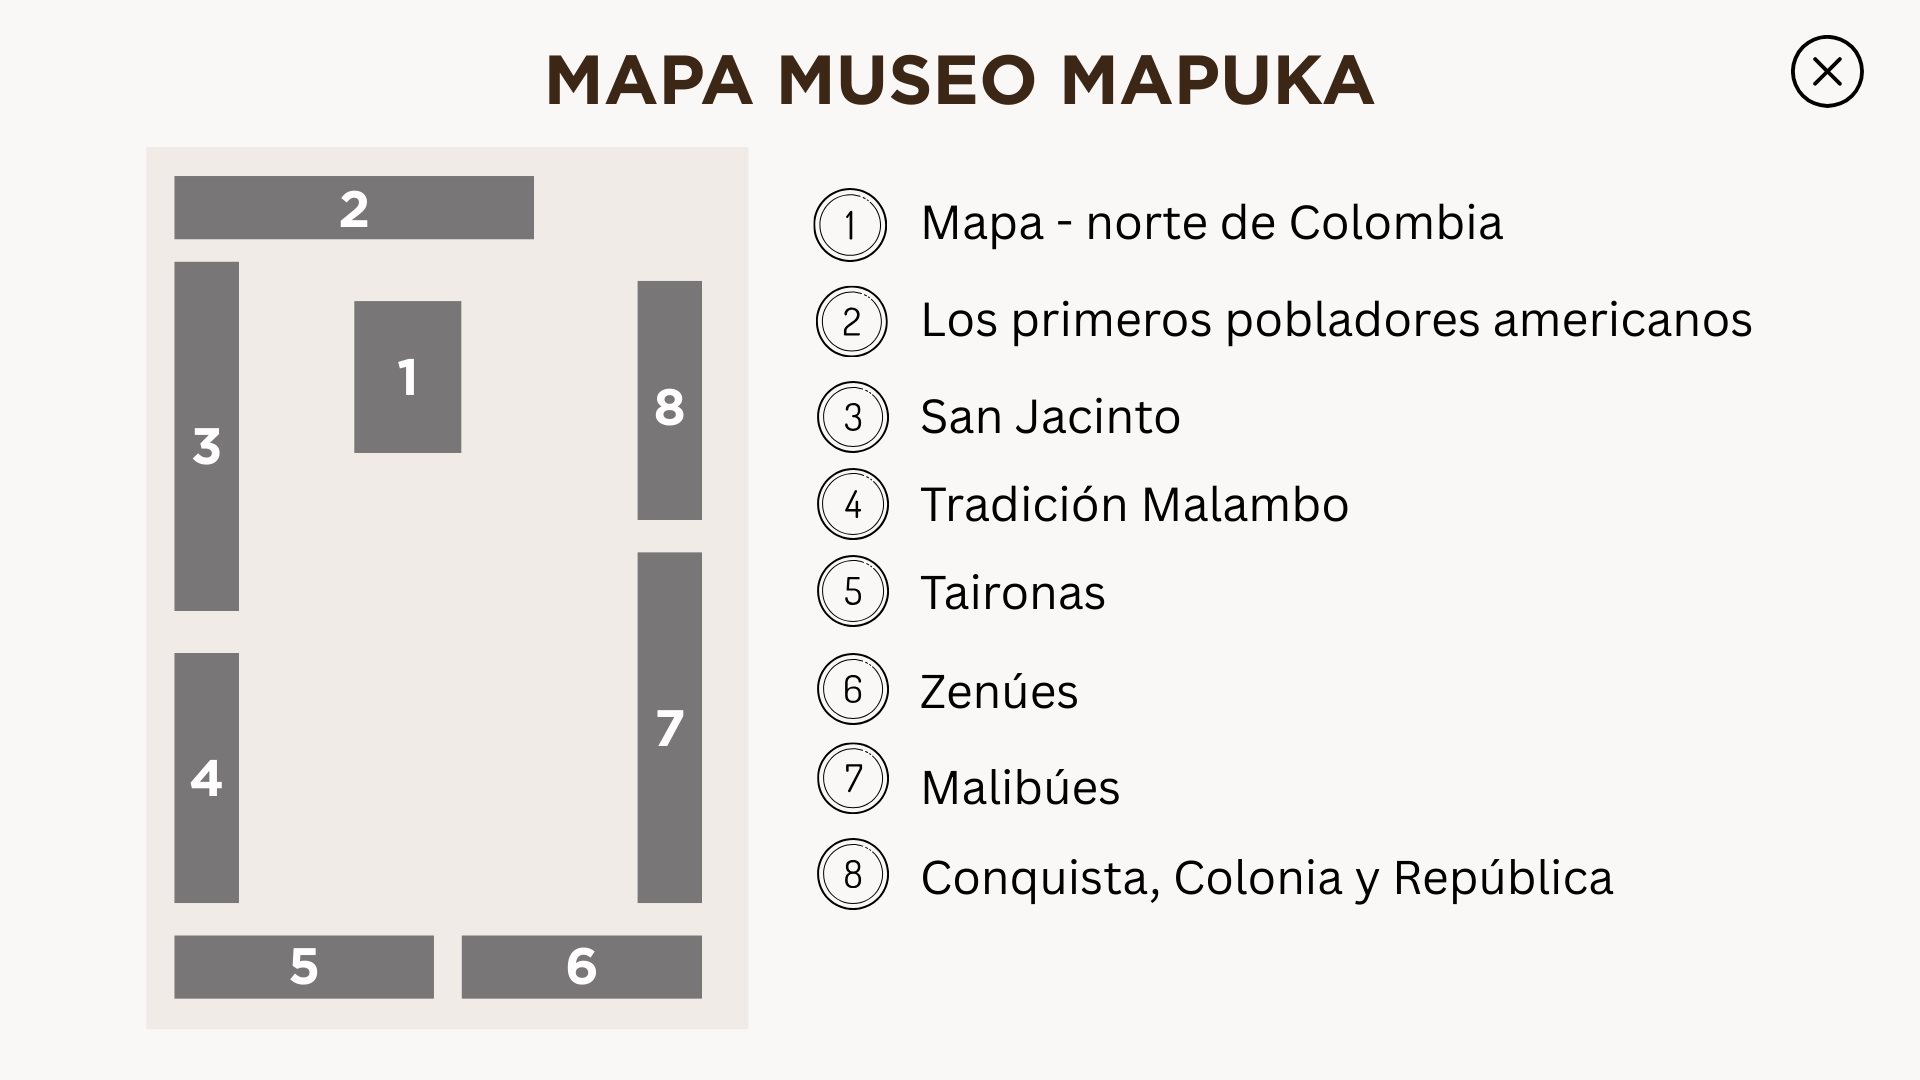 MAPA MUSEO MAPUKA
2
1
3
8
7
4
5
6
1 Mapa - norte de Colombia
2 Los primeros pobladores americanos
3 San Jacinto
4 Tradición Malambo
5 Taironas
6 Zenúes
7 Malibúes
8 Conquista, Colonia y República